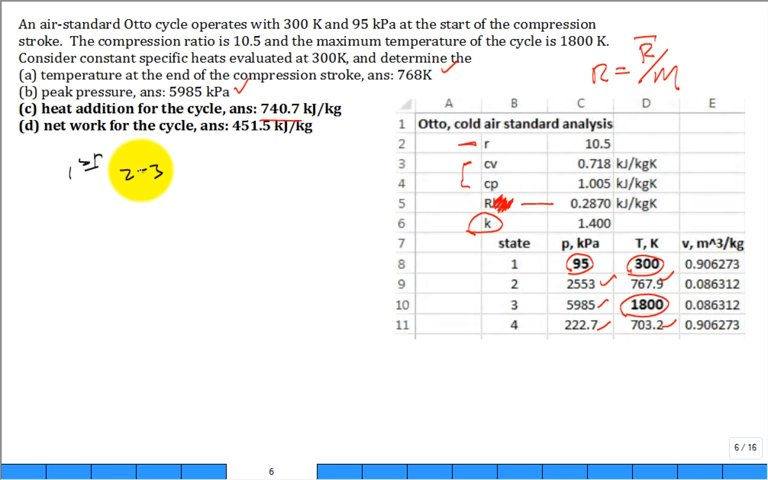 An air-standard Otto cycle operates with 300 K and 95 kPa at the start of the compression
stroke. The compression ratio is 10.5 and the maximum temperature of the cycle is 1800 K.
Consider constant specific heats evaluated at 300K, and determine the
(a) temperature at the end of the compression stroke, ans: 768K
(b) peak pressure, ans: 5985 kPa
(c) heat addition for the cycle, ans: 740.7 kJ/kg
(d) net work for the cycle, ans: 451.5 kJ/kg
R = R̅/M
1st 2-3
A B C D E
1 Otto, cold air standard analysis
2 r 10.5
3 cv 0.718 kJ/kgK
4 cp 1.005 kJ/kgK
5 R 0.2870 kJ/kgK
6 k 1.400
7 state p, kPa T, K v, m^3/kg
8 1 95 300 0.906273
9 2 2553 767.9 0.086312
10 3 5985 1800 0.086312
11 4 222.7 703.2 0.906273
6 / 16
6